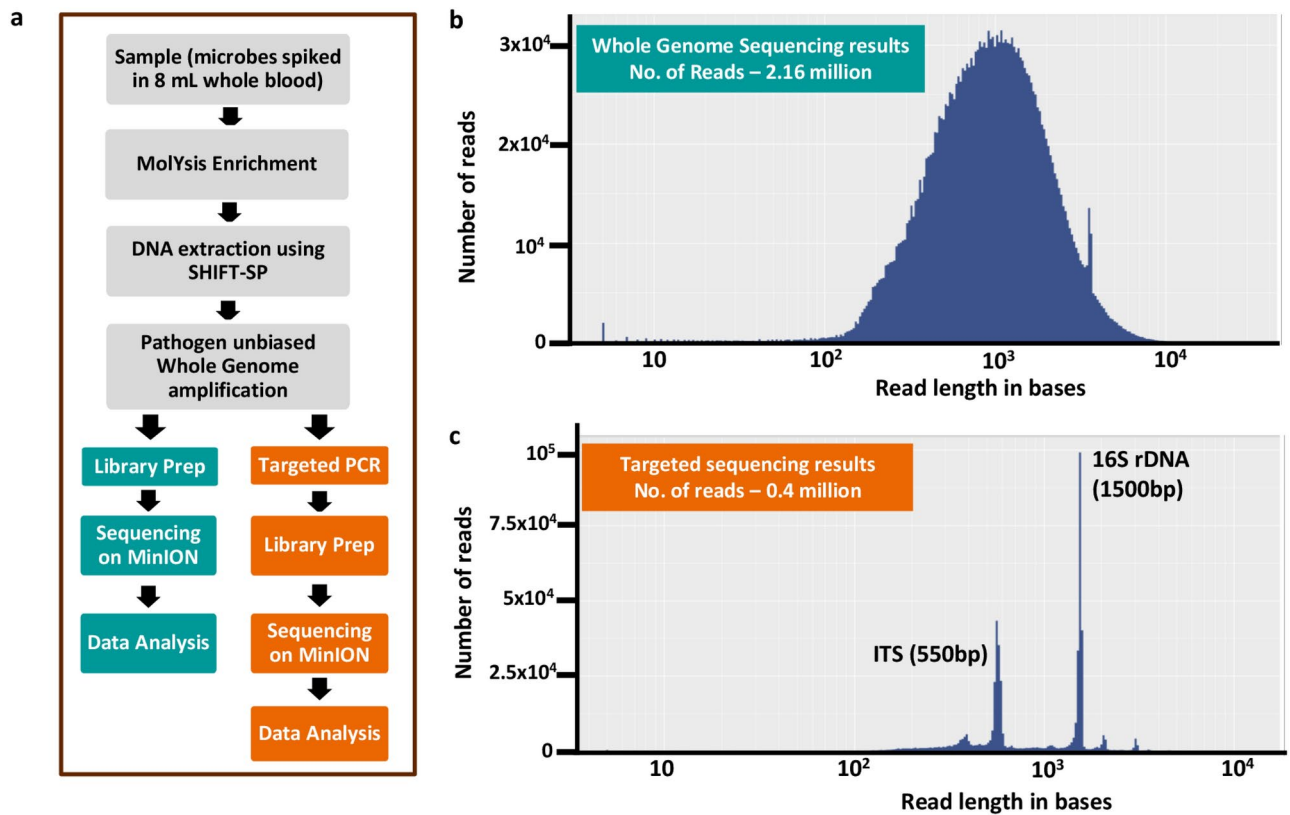 a
Sample (microbes spiked
in 8 mL whole blood)
MolYsis Enrichment
DNA extraction using
SHIFT-SP
Pathogen unbiased
Whole Genome
amplification
Library Prep
Sequencing
on MinION
Data Analysis
Targeted PCR
Library Prep
Sequencing
on MinION
Data Analysis
b
Whole Genome Sequencing results
No. of Reads – 2.16 million
Number of reads
3x10⁴
2x10⁴
10⁴
0
10
10²
10³
10⁴
Read length in bases
c
Targeted sequencing results
No. of reads – 0.4 million
16S rDNA
(1500bp)
ITS (550bp)
Number of reads
10⁵
7.5x10⁴
5x10⁴
2.5x10⁴
0
10
10²
10³
10⁴
Read length in bases